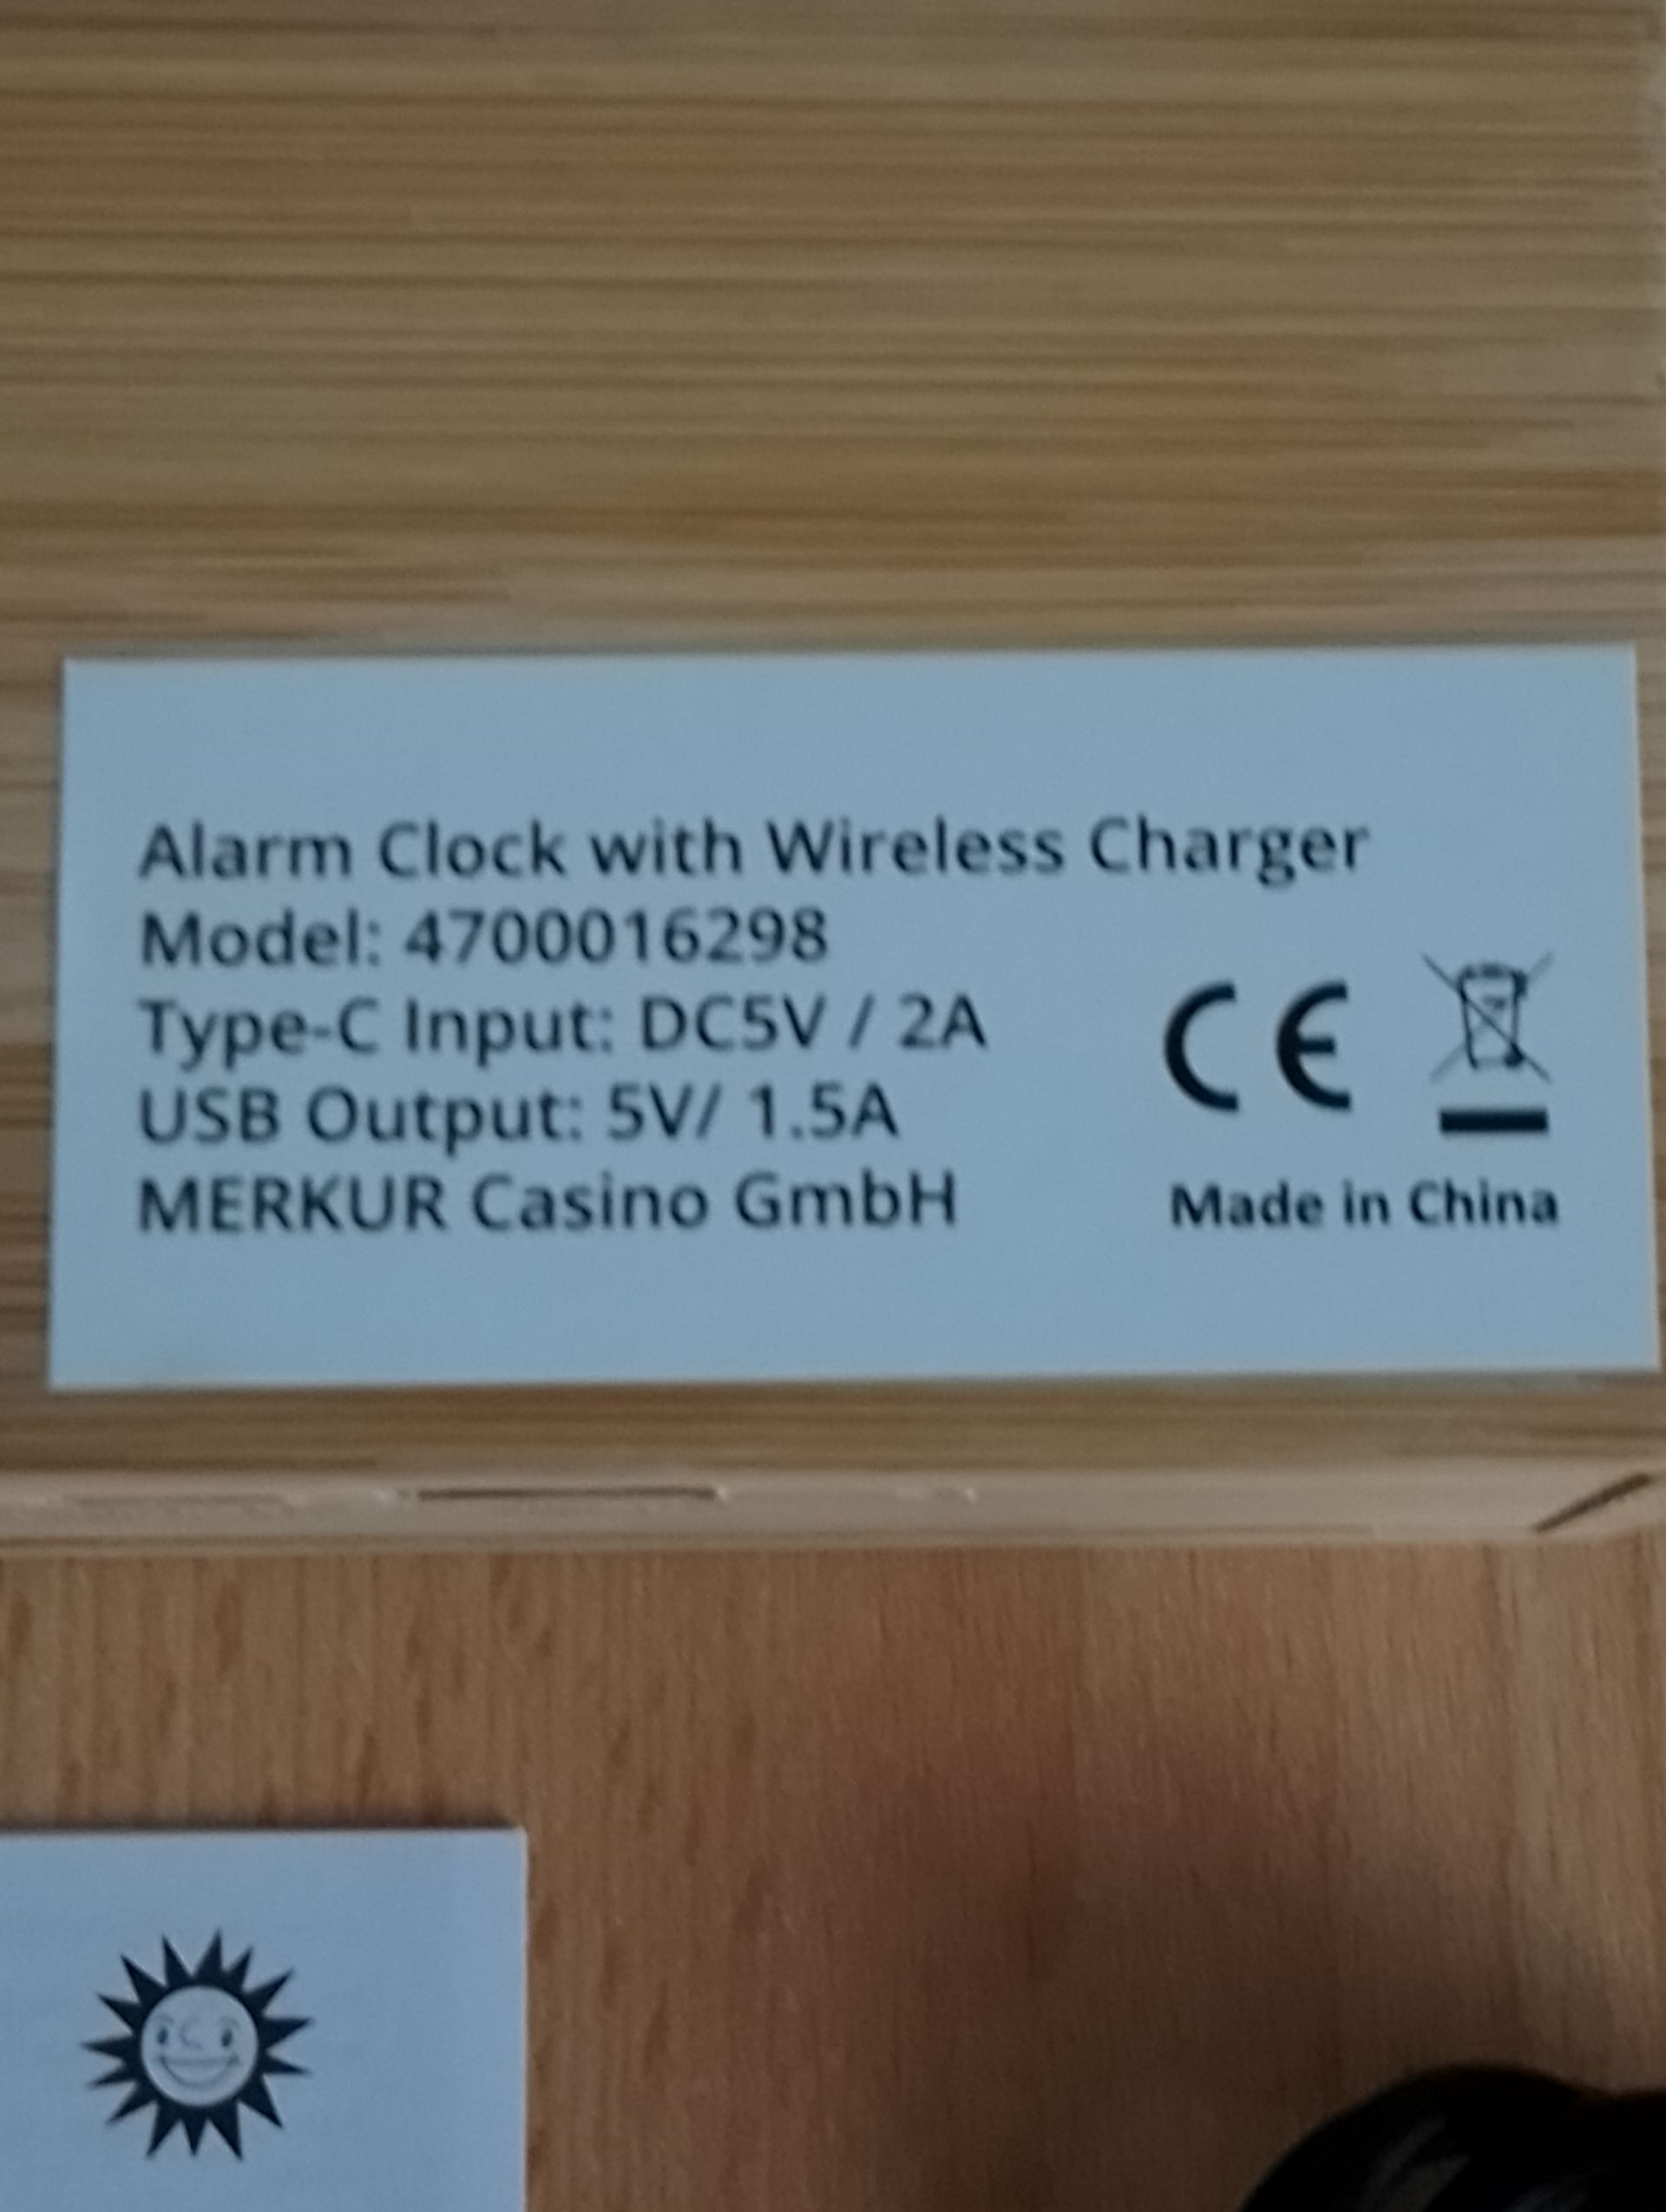 Alarm Clock with Wireless Charger
Model: 4700016298
Type-C Input: DC5V / 2A
USB Output: 5V/ 1.5A
MERKUR Casino GmbH
CE
Made in China